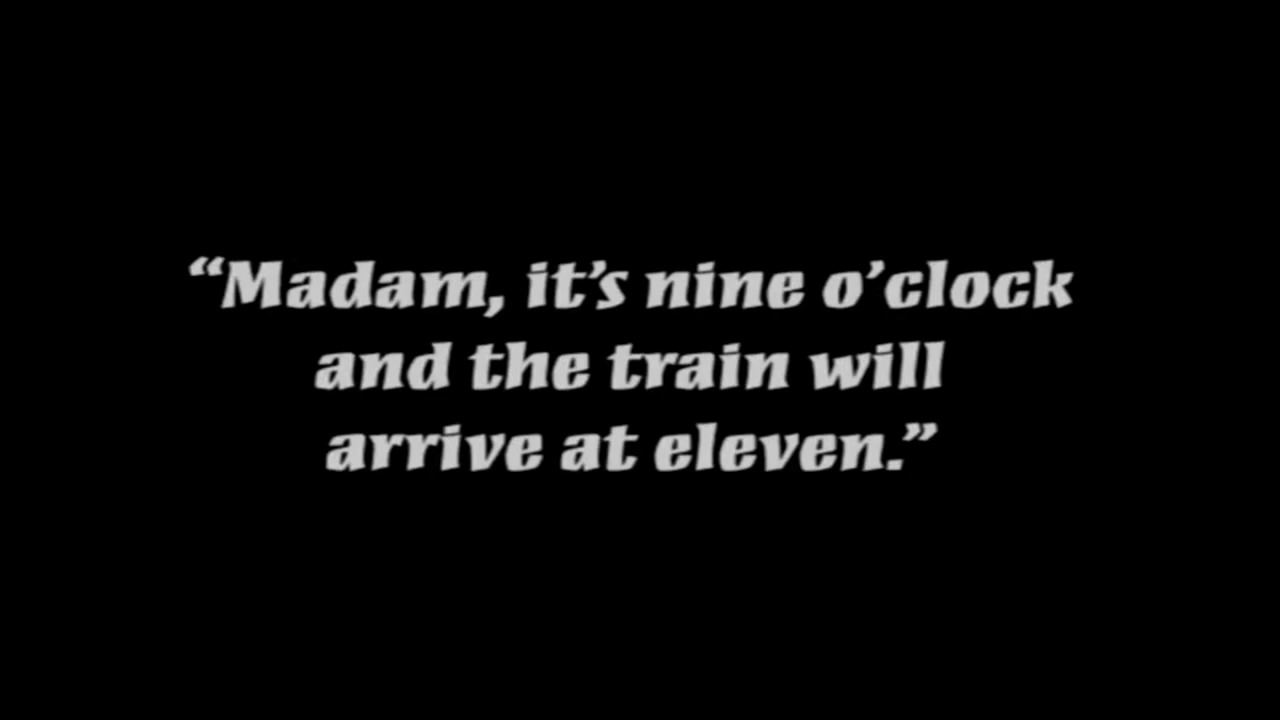 “Madam, it’s nine o’clock
and the train will
arrive at eleven.”